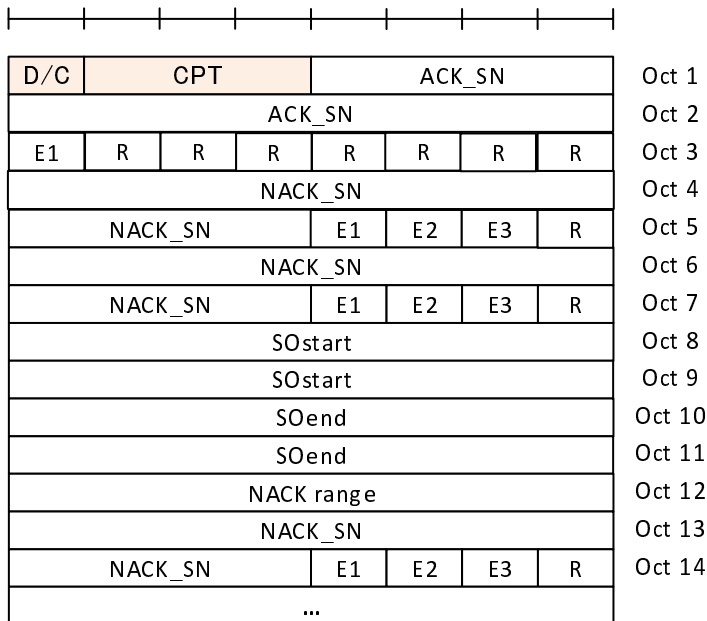 D/C CPT ACK_SN Oct 1
ACK_SN Oct 2
E1 R R R R R R R Oct 3
NACK_SN Oct 4
NACK_SN E1 E2 E3 R Oct 5
NACK_SN Oct 6
NACK_SN E1 E2 E3 R Oct 7
SOstart Oct 8
SOstart Oct 9
SOend Oct 10
SOend Oct 11
NACK range Oct 12
NACK_SN Oct 13
NACK_SN E1 E2 E3 R Oct 14
...